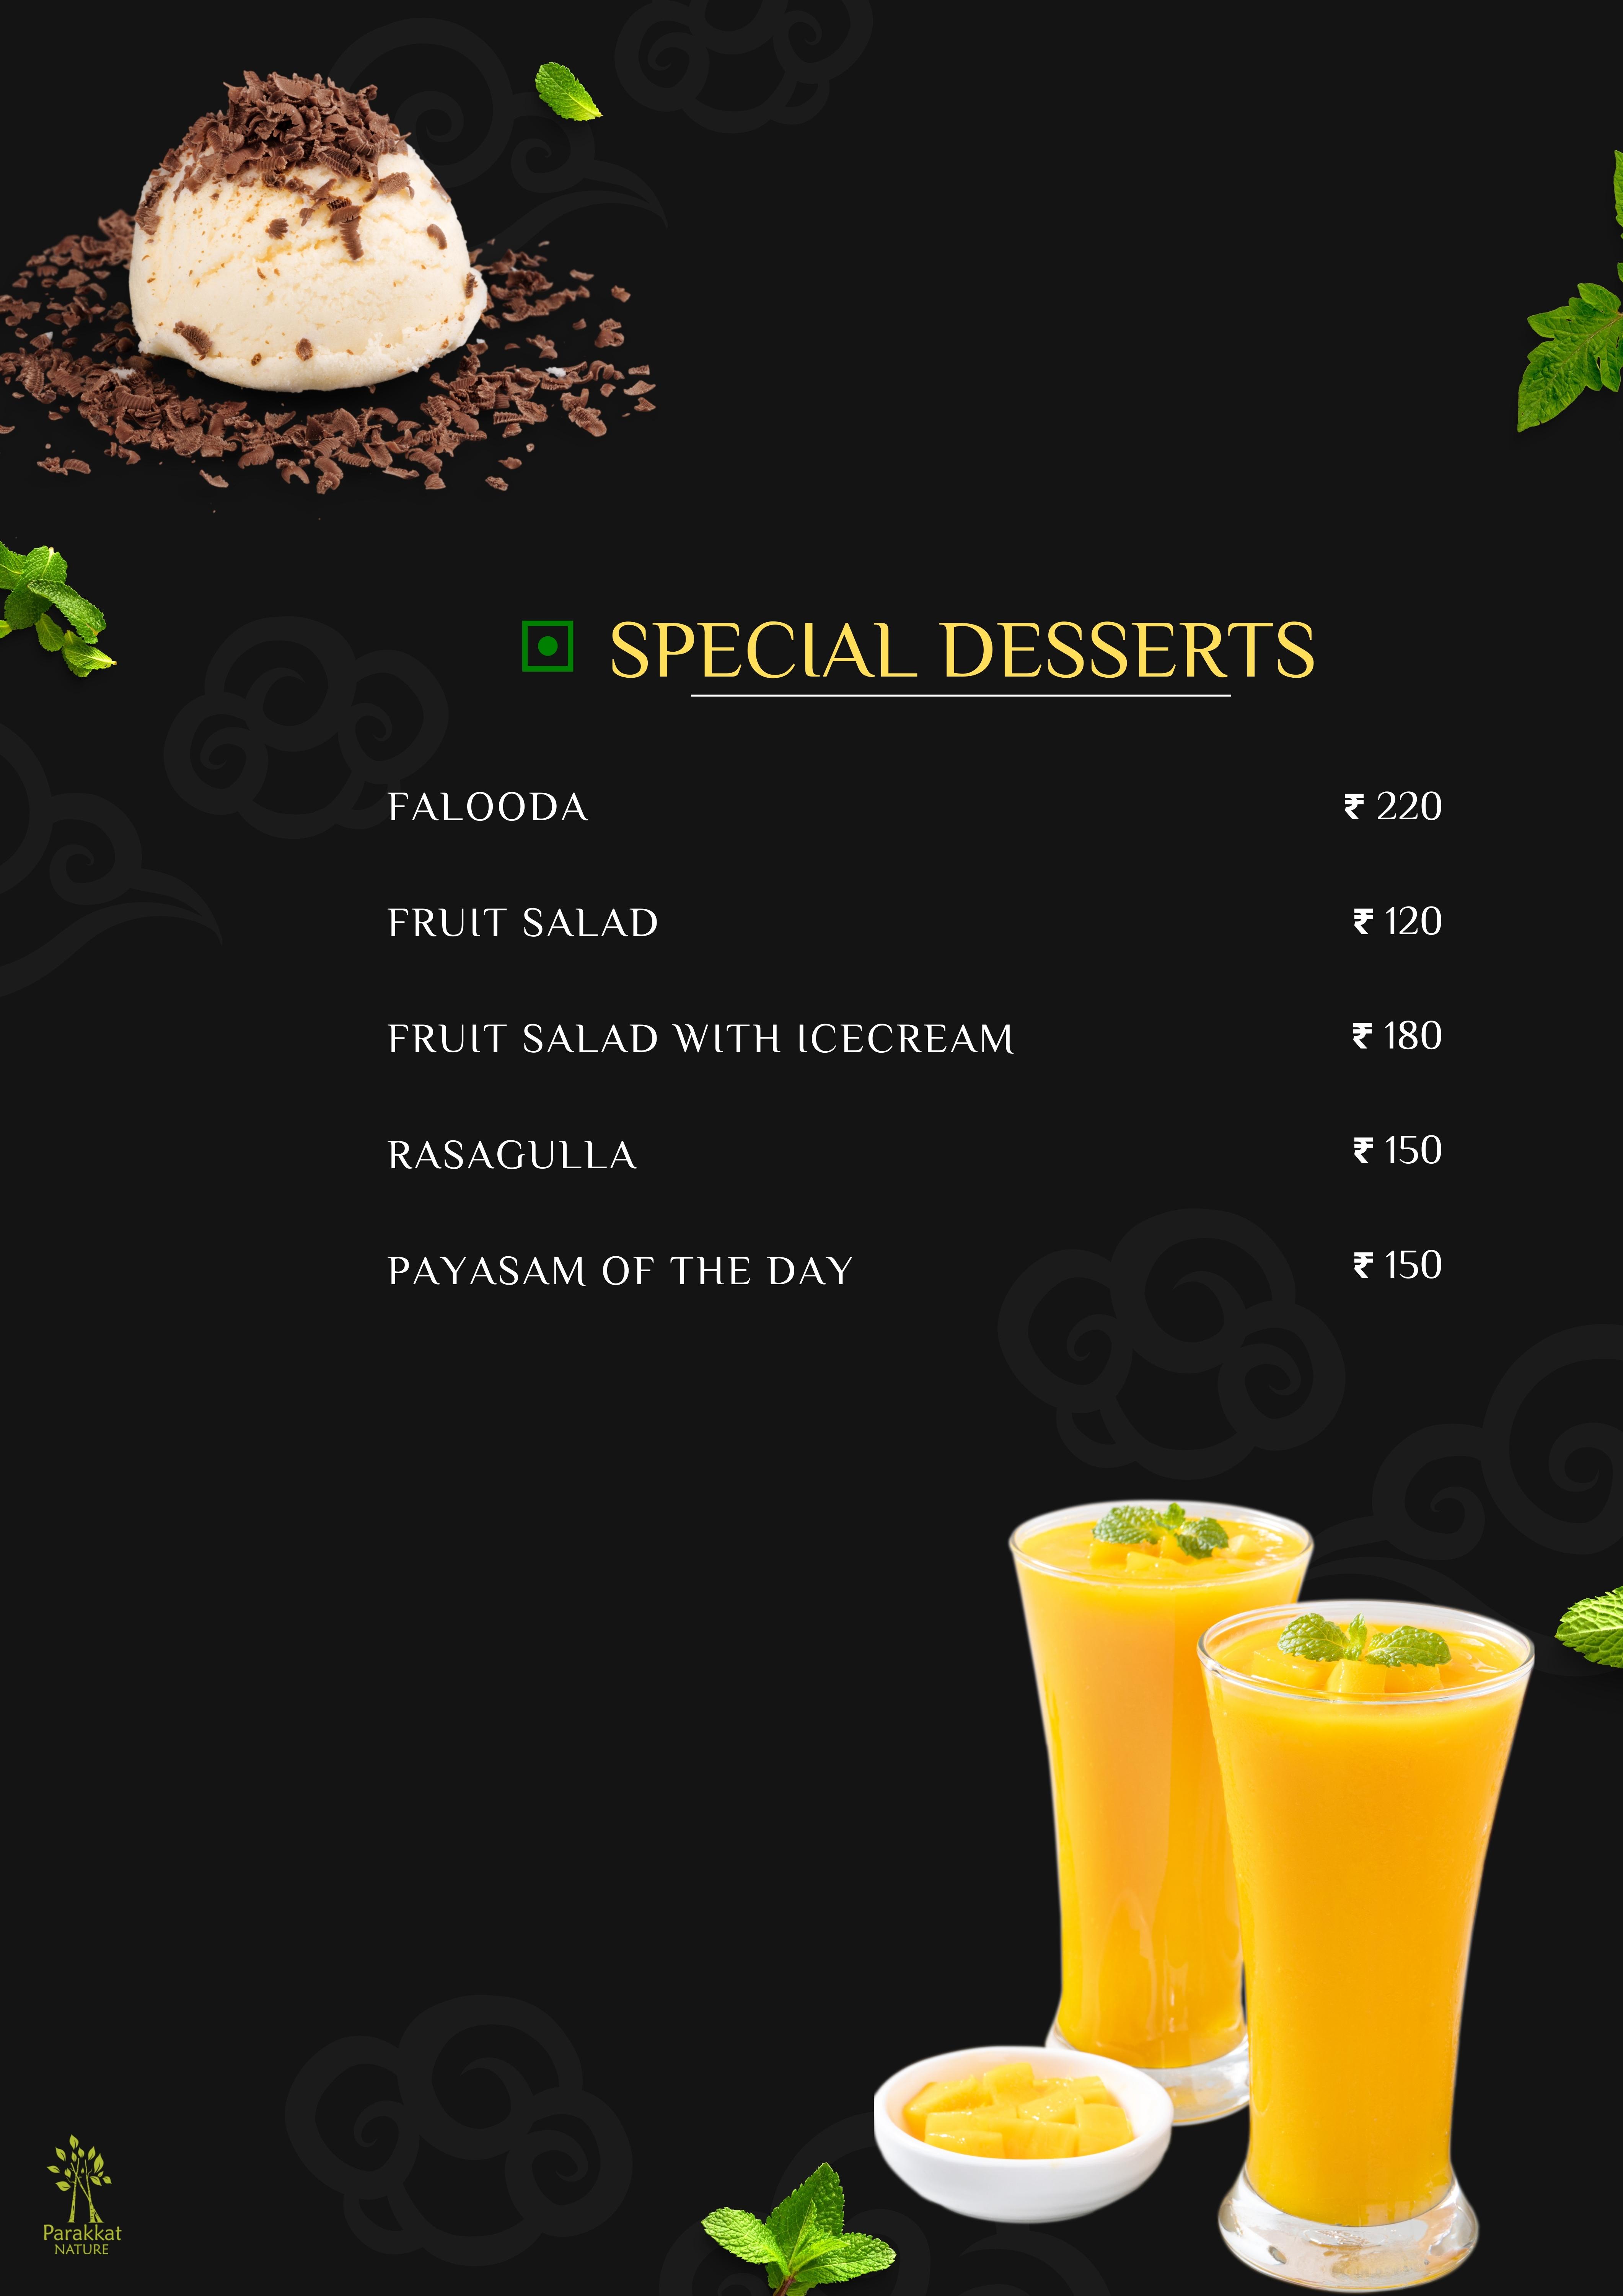 SPECIAL DESSERTS
FALOODA ₹ 220
FRUIT SALAD ₹ 120
FRUIT SALAD WITH ICECREAM ₹ 180
RASAGULLA ₹ 150
PAYASAM OF THE DAY ₹ 150
Parakkat
NATURE